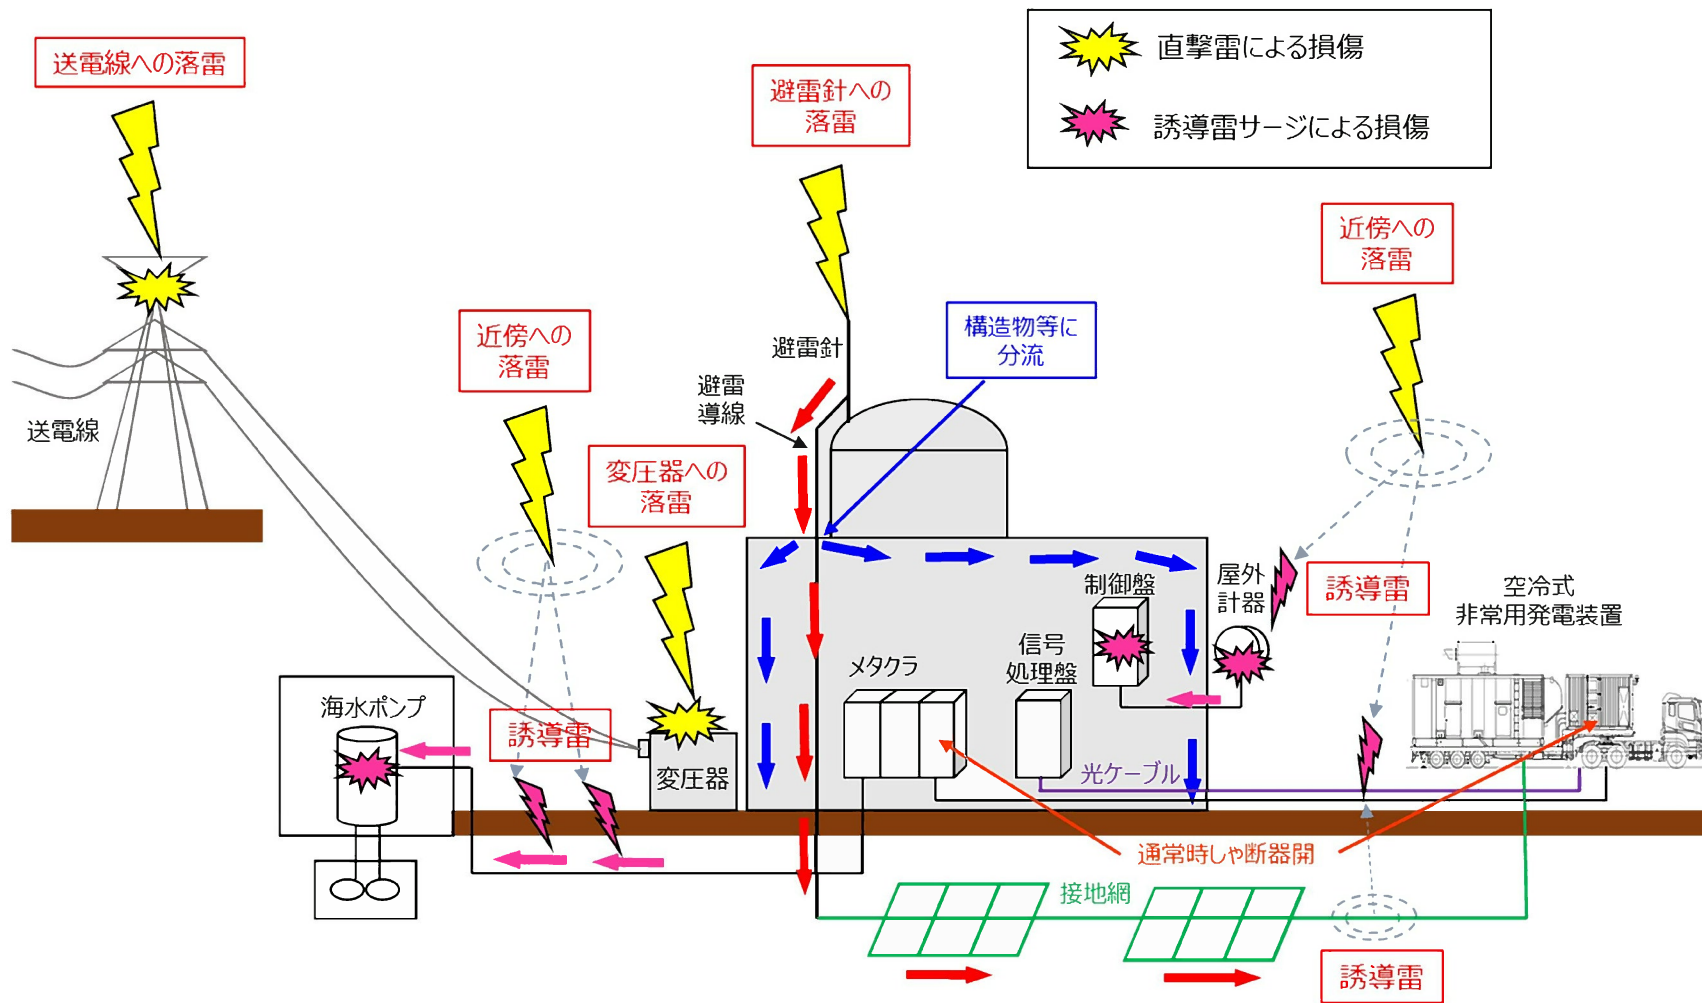 送電線への落雷
避雷針への
落雷
直撃雷による損傷
誘導雷サージによる損傷
近傍への
落雷
近傍への
落雷
構造物等に
分流
避雷針
避雷
導線
送電線
変圧器への
落雷
制御盤
屋外
計器
誘導雷
空冷式
非常用発電装置
信号
処理盤
メタクラ
海水ポンプ
誘導雷
変圧器
光ケーブル
通常時しゃ断器開
接地網
誘導雷